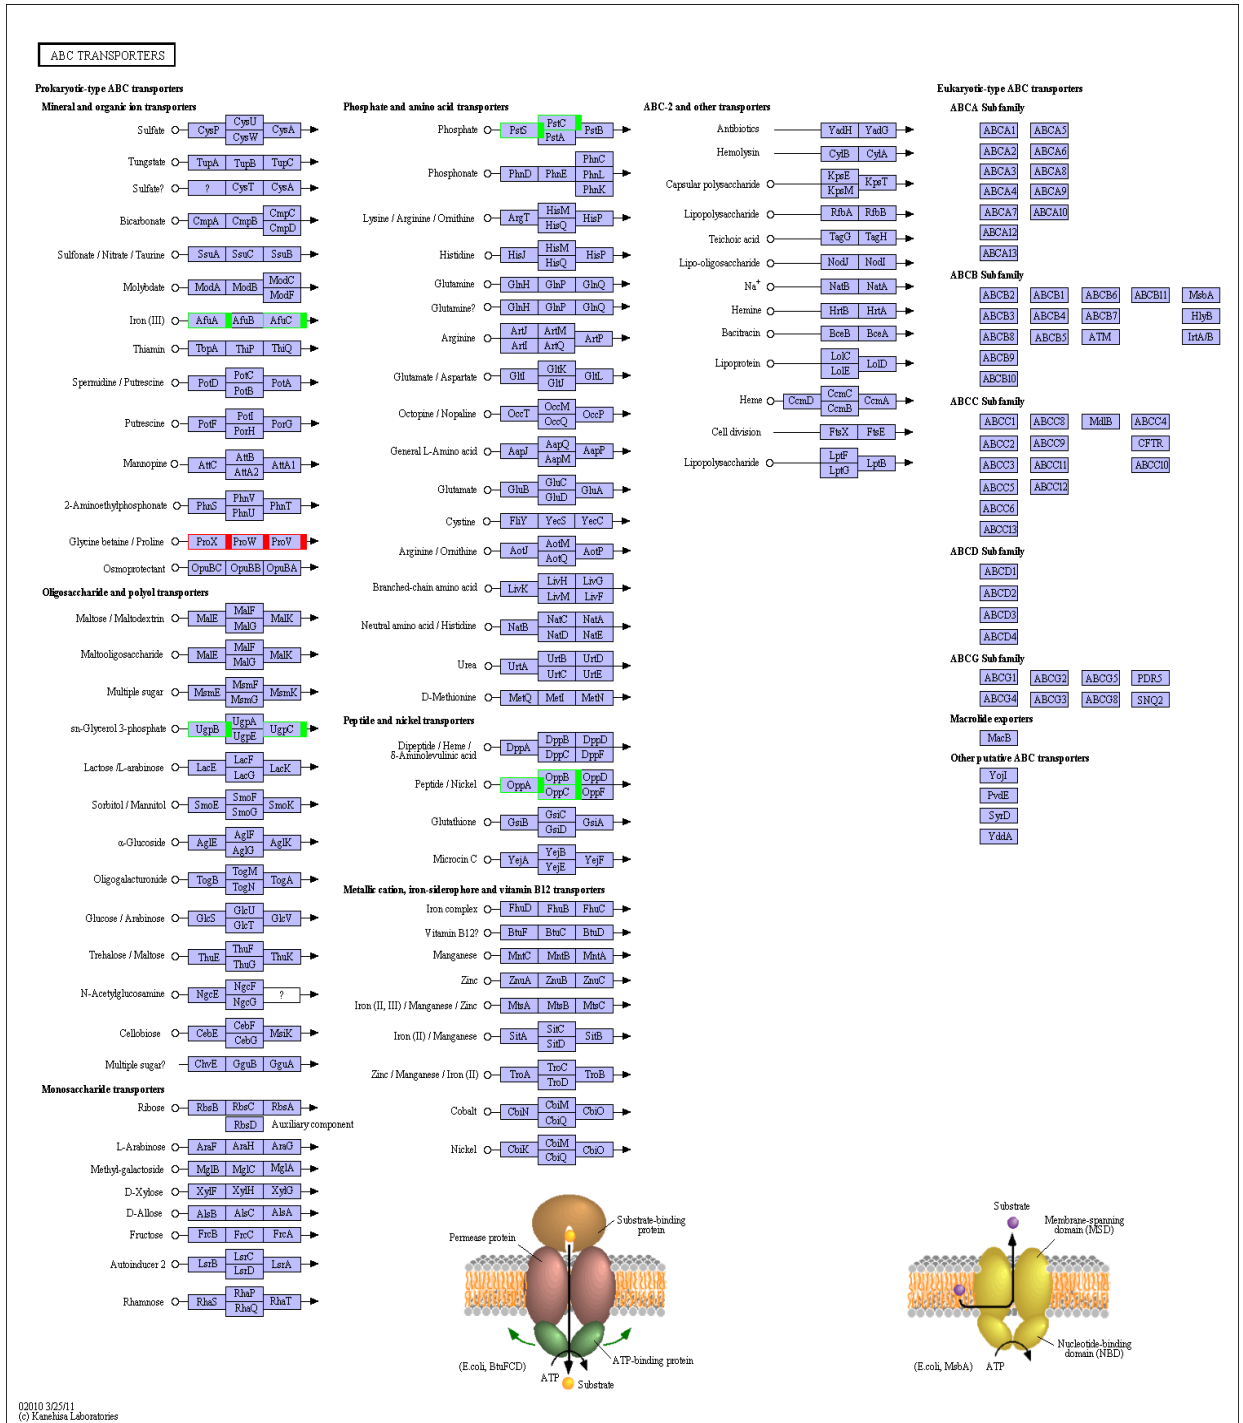 ABC TRANSPORTERS
Prokaryotic-type ABC transporters
Mineral and organic ion transporters
Sulfate CysP CysU CysW CysA
Tungstate TupA TupB TupC
Sulfate? ? CysT CysA
Bicarbonate CmpA CmpB CmpC CmpD
Sulfonate / Nitrate / Taurine SsuA SsuC SsuB
Molybdate ModA ModB ModC ModF
Iron (III) AfuA AfuB AfuC
Thiamin TbpA ThiP ThiQ
Spermidine / Putrescine PotD PotC PotB PotA
Putrescine PotF PotI PotH PorG
Mannopine AttC AttB AttA2 AttA1
2-Aminoethylphosphonate PhnS PhnV PhnU PhnT
Glycine betaine / Proline ProX ProW ProV
Osmoprotectant OpuBC OpuBB OpuBA
Oligosaccharide and polyol transporters
Maltose / Maltodextrin MalE MalF MalG MalK
Maltooligosaccharide MalE MalF MalG MalK
Multiple sugar MsmE MsmF MsmG MsmK
sn-Glycerol 3-phosphate UgpB UgpA UgpE UgpC
Lactose /L-arabinose LacE LacF LacG LacK
Sorbitol / Mannitol SmoE SmoF SmoG SmoK
α-Glucoside AglE AglF AglG AglK
Oligogalacturonide TogB TogM TogN TogA
Glucose / Arabinose GlcS GlcU GlcT GlcV
Trehalose / Maltose ThuE ThuF ThuG ThuK
N-Acetylglucosamine NgcE NgcF NgcG ?
Cellobiose CebE CebF CebG MsiK
Multiple sugar? ChvE GguB GguA
Monosaccharide transporters
Ribose RbsB RbsC RbsA
RbsD Auxiliary component
L-Arabinose AraF AraH AraG
Methyl-galactoside MglB MglC MglA
D-Xylose XylF XylH XylG
D-Allose AlsB AlsC AlsA
Fructose FrcB FrcC FrcA
Autoinducer 2 LsrB LsrC LsrD LsrA
Rhamnose RhaS RhaP RhaQ RhaT
Phosphate and amino acid transporters
Phosphate PstS PstC PstA PstB
Phosphonate PhnD PhnE PhnC PhnL PhnK
Lysine / Arginine / Ornithine ArgT HisM HisQ HisP
Histidine HisJ HisM HisQ HisP
Glutamine GlnH GlnP GlnQ
Glutamine? GlnH GlnP GlnQ
Arginine ArtJ ArtI ArtM ArtQ ArtP
Glutamate / Aspartate GltI GltK GltJ GltL
Octopine / Nopaline OccT OccM OccQ OccP
General L-Amino acid AapJ AapQ AapM AapP
Glutamate GluB GluC GluD GluA
Cystine FliY YecS YecC
Arginine / Ornithine AotJ AotM AotQ AotP
Branched-chain amino acid LivK LivH LivM LivG LivF
Neutral amino acid / Histidine NatB NatC NatD NatA NatE
Urea UrtA UrtB UrtC UrtD UrtE
D-Methionine MetQ MetI MetN
Peptide and nickel transporters
Dipeptide / Heme /
δ-Aminolevulinic acid DppA DppB DppC DppD DppF
Peptide / Nickel OppA OppB OppC OppD OppF
Glutathione GsiB GsiC GsiD GsiA
Microcin C YejA YejB YejE YejF
Metallic cation, iron-siderophore and vitamin B12 transporters
Iron complex FhuD FhuB FhuC
Vitamin B12? BtuF BtuC BtuD
Manganese MntC MntB MntA
Zinc ZnuA ZnuB ZnuC
Iron (II, III) / Manganese / Zinc MtsA MtsB MtsC
Iron (II) / Manganese SitA SitC SitD SitB
Zinc / Manganese / Iron (II) TroA TroC TroD TroB
Cobalt CbiN CbiM CbiQ CbiO
Nickel CbiK CbiM CbiQ CbiO
ABC-2 and other transporters
Antibiotics YadH YadG
Hemolysin CylB CylA
Capsular polysaccharide KpsE KpsM KpsT
Lipopolysaccharide RfbA RfbB
Teichoic acid TagG TagH
Lipo-oligosaccharide NodJ NodI
Na+ NatB NatA
Hemine HrtB HrtA
Bacitracin BceB BceA
Lipoprotein LolC LolE LolD
Heme CcmD CcmC CcmB CcmA
Cell division FtsX FtsE
Lipopolysaccharide LptF LptG LptB
Eukaryotic-type ABC transporters
ABCA Subfamily
ABCA1 ABCA5
ABCA2 ABCA6
ABCA3 ABCA8
ABCA4 ABCA9
ABCA7 ABCA10
ABCA12
ABCA13
ABCB Subfamily
ABCB2 ABCB1 ABCB6 ABCB11 MsbA
ABCB3 ABCB4 ABCB7 HlyB
ABCB8 ABCB5 ATM IrtA/B
ABCB9
ABCB10
ABCC Subfamily
ABCC1 ABCC8 MdlB ABCC4
ABCC2 ABCC9 CFTR
ABCC3 ABCC11 ABCC10
ABCC5 ABCC12
ABCC6
ABCC13
ABCD Subfamily
ABCD1
ABCD2
ABCD3
ABCD4
ABCG Subfamily
ABCG1 ABCG2 ABCG5 PDR5
ABCG4 ABCG3 ABCG8 SNQ2
Macrolide exporters
MacB
Other putative ABC transporters
YojI
PvdE
SyrD
YddA
Substrate-binding
protein
Permease protein
ATP-binding protein
(E.coli, BtuFCD)
ATP
Substrate
Substrate
Membrane-spanning
domain (MSD)
Nucleotide-binding
domain (NBD)
(E.coli, MsbA) ATP
02010 3/25/11
(c) Kanehisa Laboratories